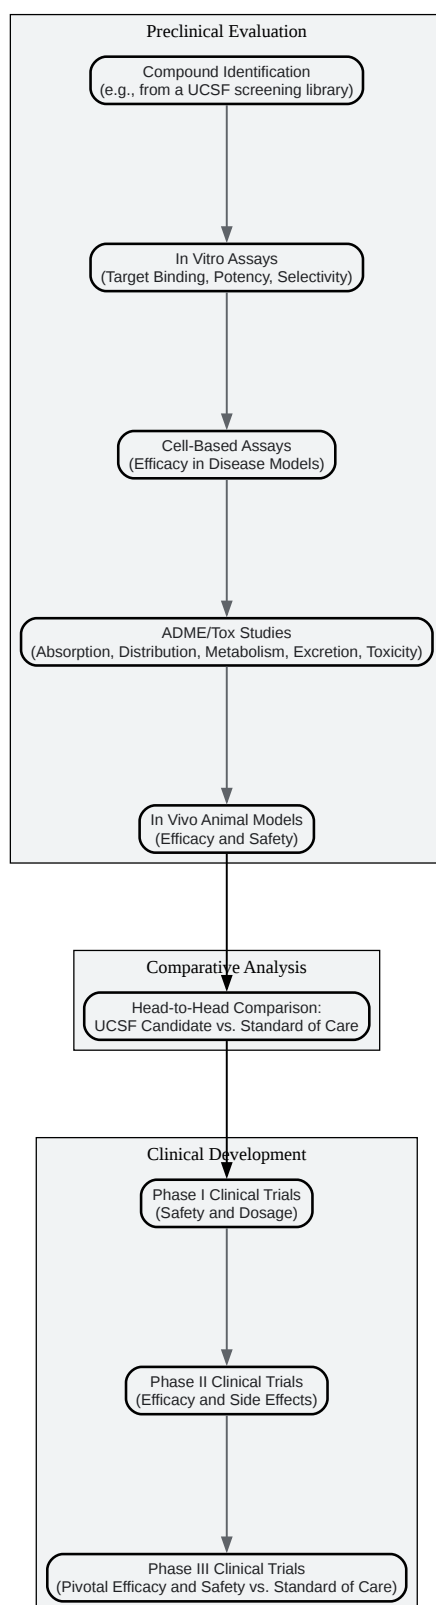 Preclinical Evaluation
Compound Identification
(e.g., from a UCSF screening library)
In Vitro Assays
(Target Binding, Potency, Selectivity)
Cell-Based Assays
(Efficacy in Disease Models)
ADME/Tox Studies
(Absorption, Distribution, Metabolism, Excretion, Toxicity)
In Vivo Animal Models
(Efficacy and Safety)
Comparative Analysis
Head-to-Head Comparison:
UCSF Candidate vs. Standard of Care
Clinical Development
Phase I Clinical Trials
(Safety and Dosage)
Phase II Clinical Trials
(Efficacy and Side Effects)
Phase III Clinical Trials
(Pivotal Efficacy and Safety vs. Standard of Care)